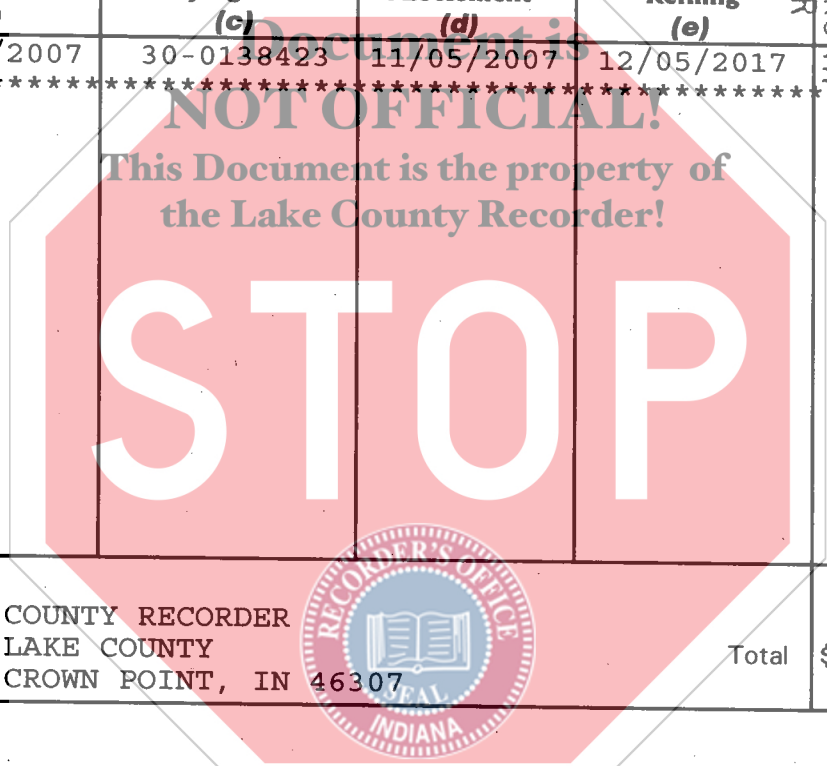 (c) (d) (e)
Document is
/2007 30-0138423 11/05/2007 12/05/2017
NOT OFFICIAL!
This Document is the property of
the Lake County Recorder!
STOP
RECORDER'S OFFICE
COUNTY RECORDER
LAKE COUNTY
Total $
CROWN POINT, IN 46307
SEAL
INDIANA